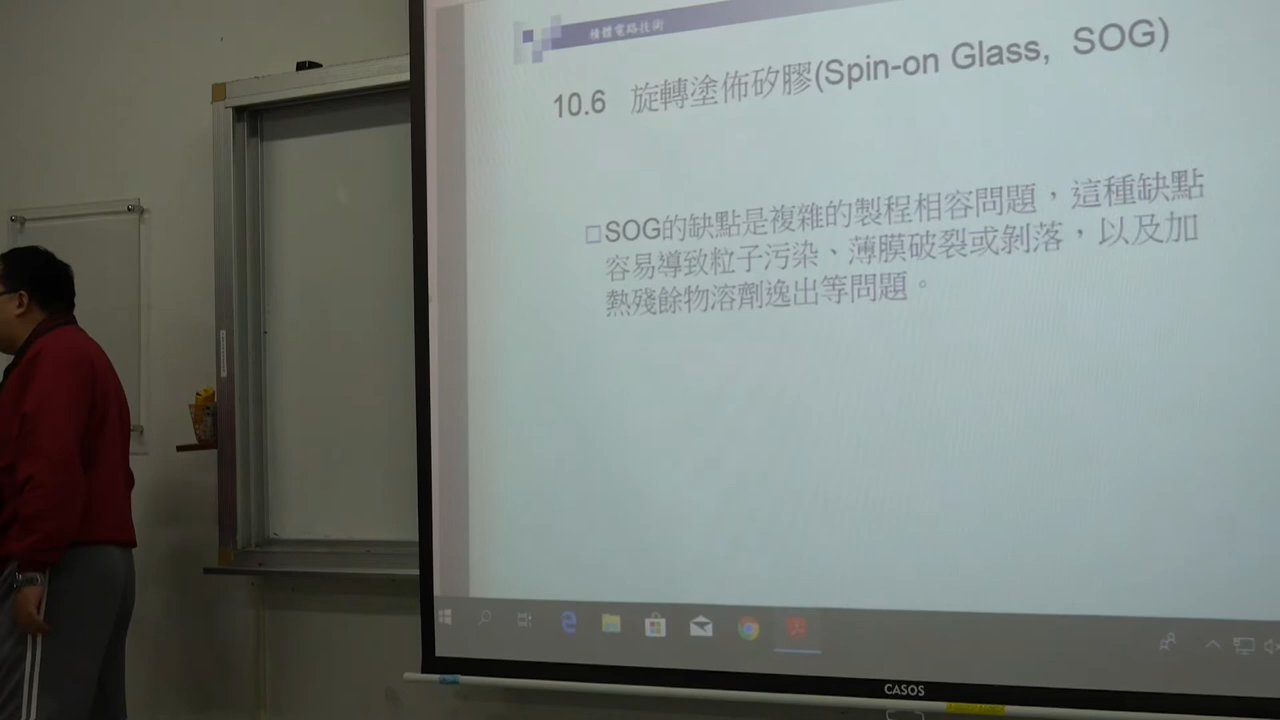 積體電路技術
10.6 旋轉塗佈矽膠(Spin-on Glass, SOG)
□SOG的缺點是複雜的製程相容問題，這種缺點
容易導致粒子污染、薄膜破裂或剝落，以及加
熱殘餘物溶劑逸出等問題。
CASOS